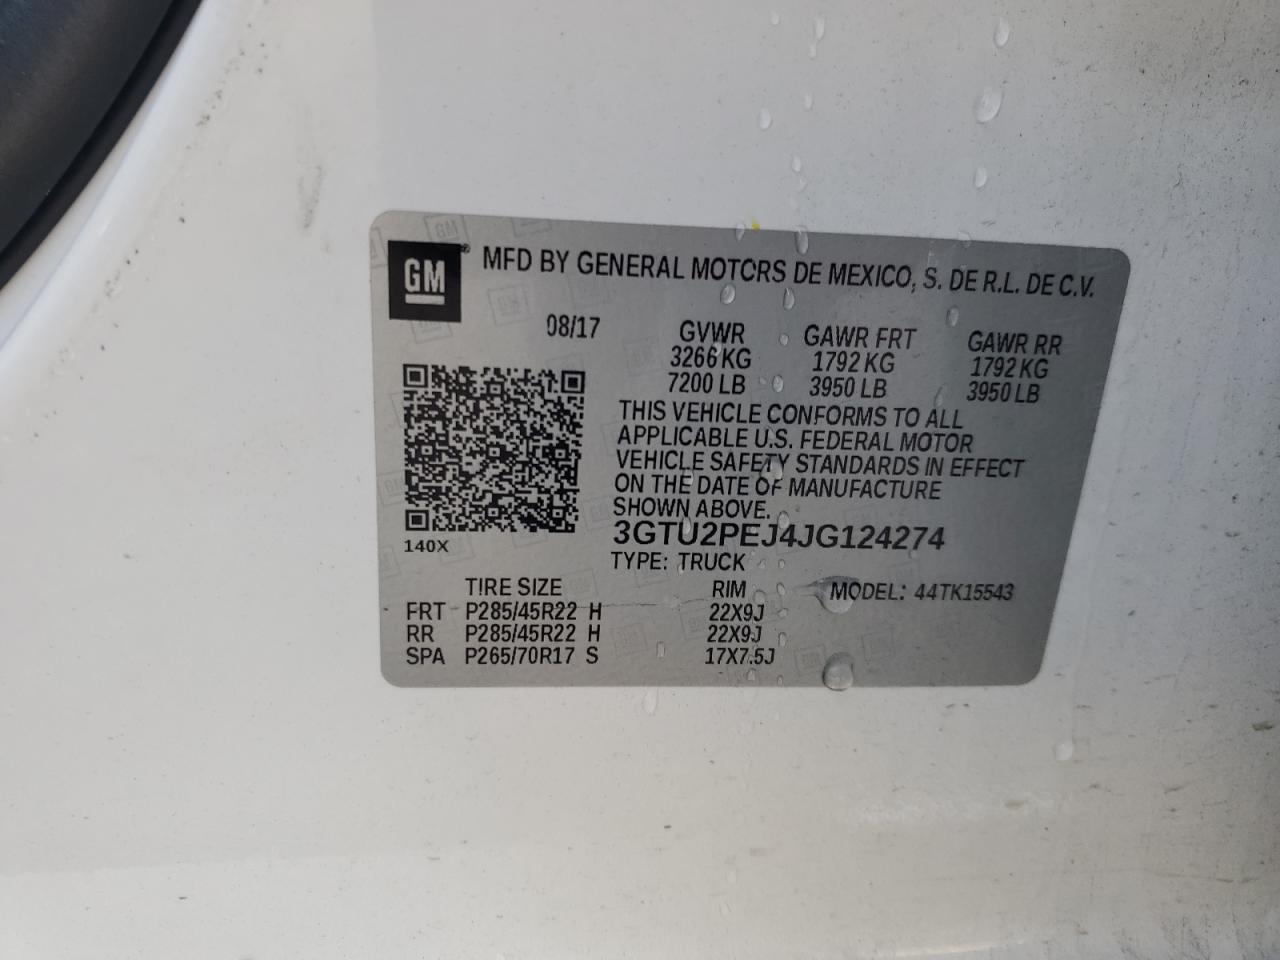 GM® MFD BY GENERAL MOTORS DE MEXICO, S. DE R.L. DE C.V.
08/17 GVWR GAWR FRT GAWR RR
3266 KG 1792 KG 1792 KG
7200 LB 3950 LB 3950 LB
THIS VEHICLE CONFORMS TO ALL
APPLICABLE U.S. FEDERAL MOTOR
VEHICLE SAFETY STANDARDS IN EFFECT
ON THE DATE OF MANUFACTURE
SHOWN ABOVE.
3GTU2PEJ4JG124274
140X
TYPE: TRUCK
TIRE SIZE RIM MODEL: 44TK15543
FRT P285/45R22 H 22X9J
RR P285/45R22 H 22X9J
SPA P265/70R17 S 17X7.5J